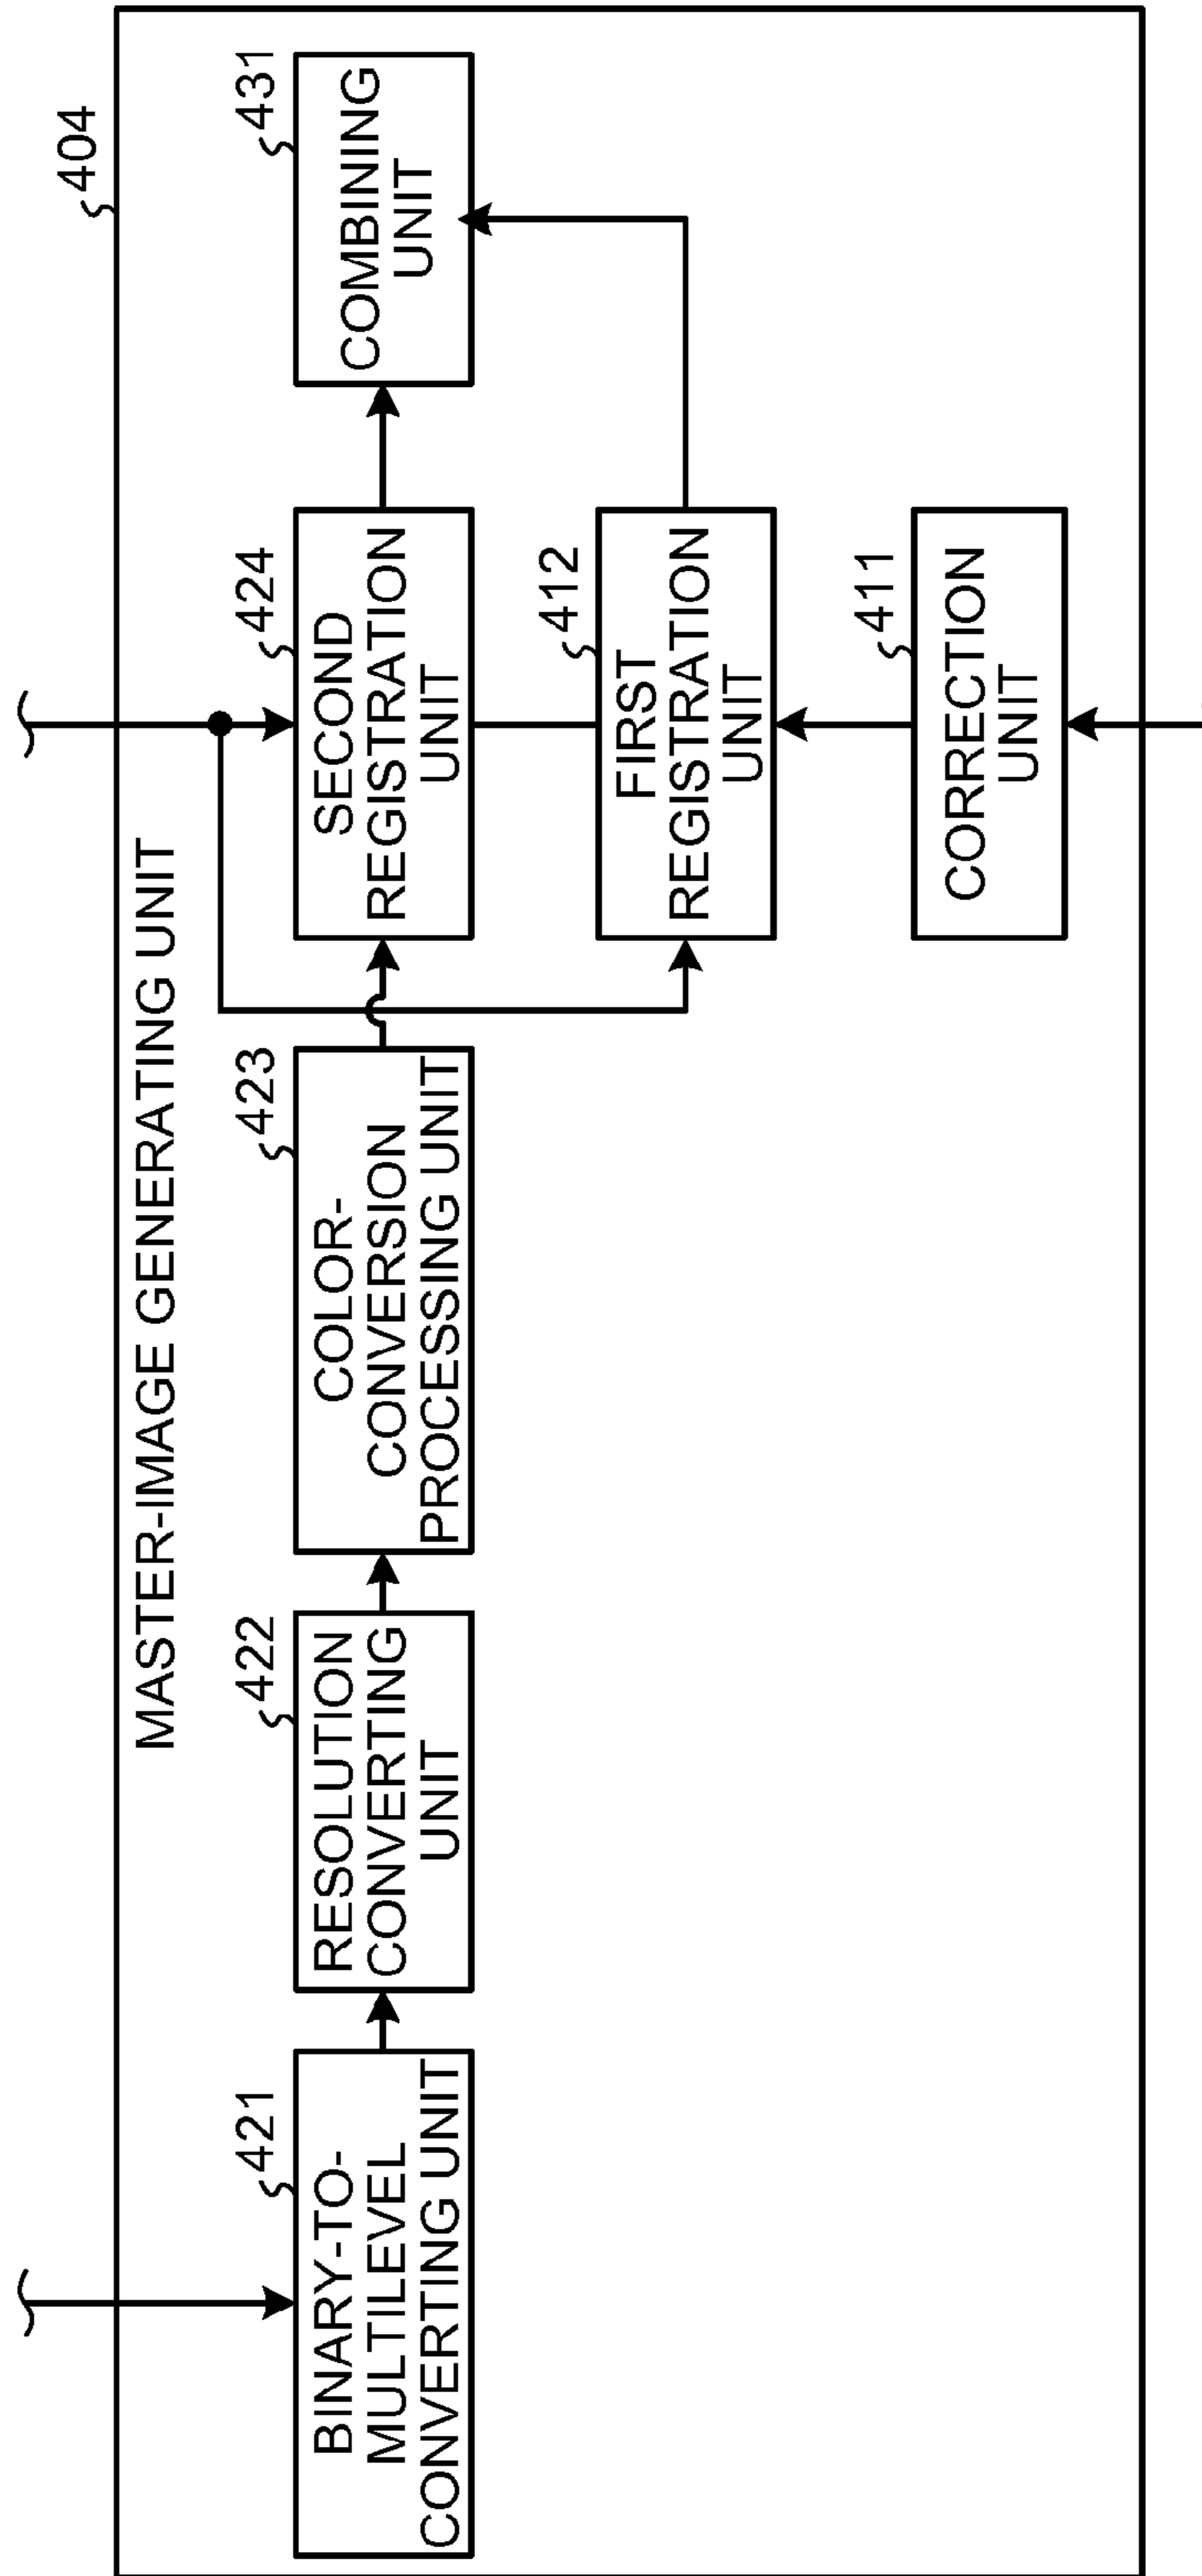 404
MASTER-IMAGE GENERATING UNIT
421
BINARY-TO-
MULTILEVEL
CONVERTING UNIT
422
RESOLUTION
CONVERTING
UNIT
423
COLOR-
CONVERSION
PROCESSING UNIT
424
SECOND
REGISTRATION
UNIT
431
COMBINING
UNIT
412
FIRST
REGISTRATION
UNIT
411
CORRECTION
UNIT